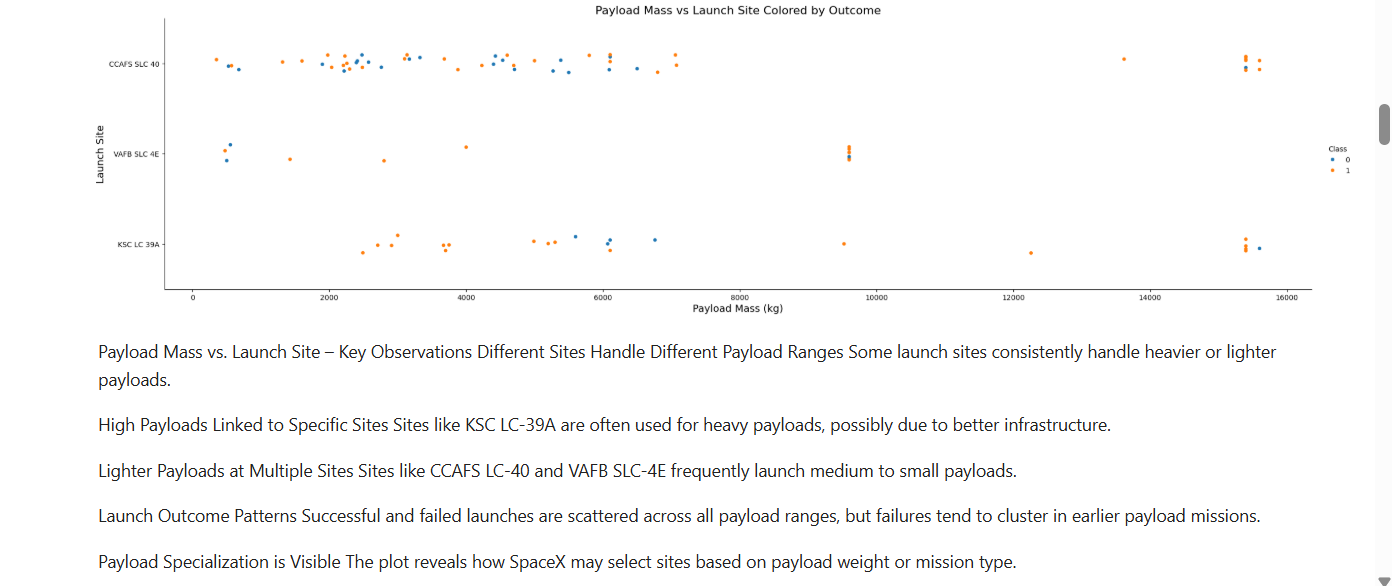 Payload Mass vs Launch Site Colored by Outcome
CCAFS SLC 40
VAFB SLC 4E
KSC LC 39A
Launch Site
0 2000 4000 6000 8000 10000 12000 14000 16000
Payload Mass (kg)
Class
0
1
Payload Mass vs. Launch Site – Key Observations Different Sites Handle Different Payload Ranges Some launch sites consistently handle heavier or lighter
payloads.
High Payloads Linked to Specific Sites Sites like KSC LC-39A are often used for heavy payloads, possibly due to better infrastructure.
Lighter Payloads at Multiple Sites Sites like CCAFS LC-40 and VAFB SLC-4E frequently launch medium to small payloads.
Launch Outcome Patterns Successful and failed launches are scattered across all payload ranges, but failures tend to cluster in earlier payload missions.
Payload Specialization is Visible The plot reveals how SpaceX may select sites based on payload weight or mission type.